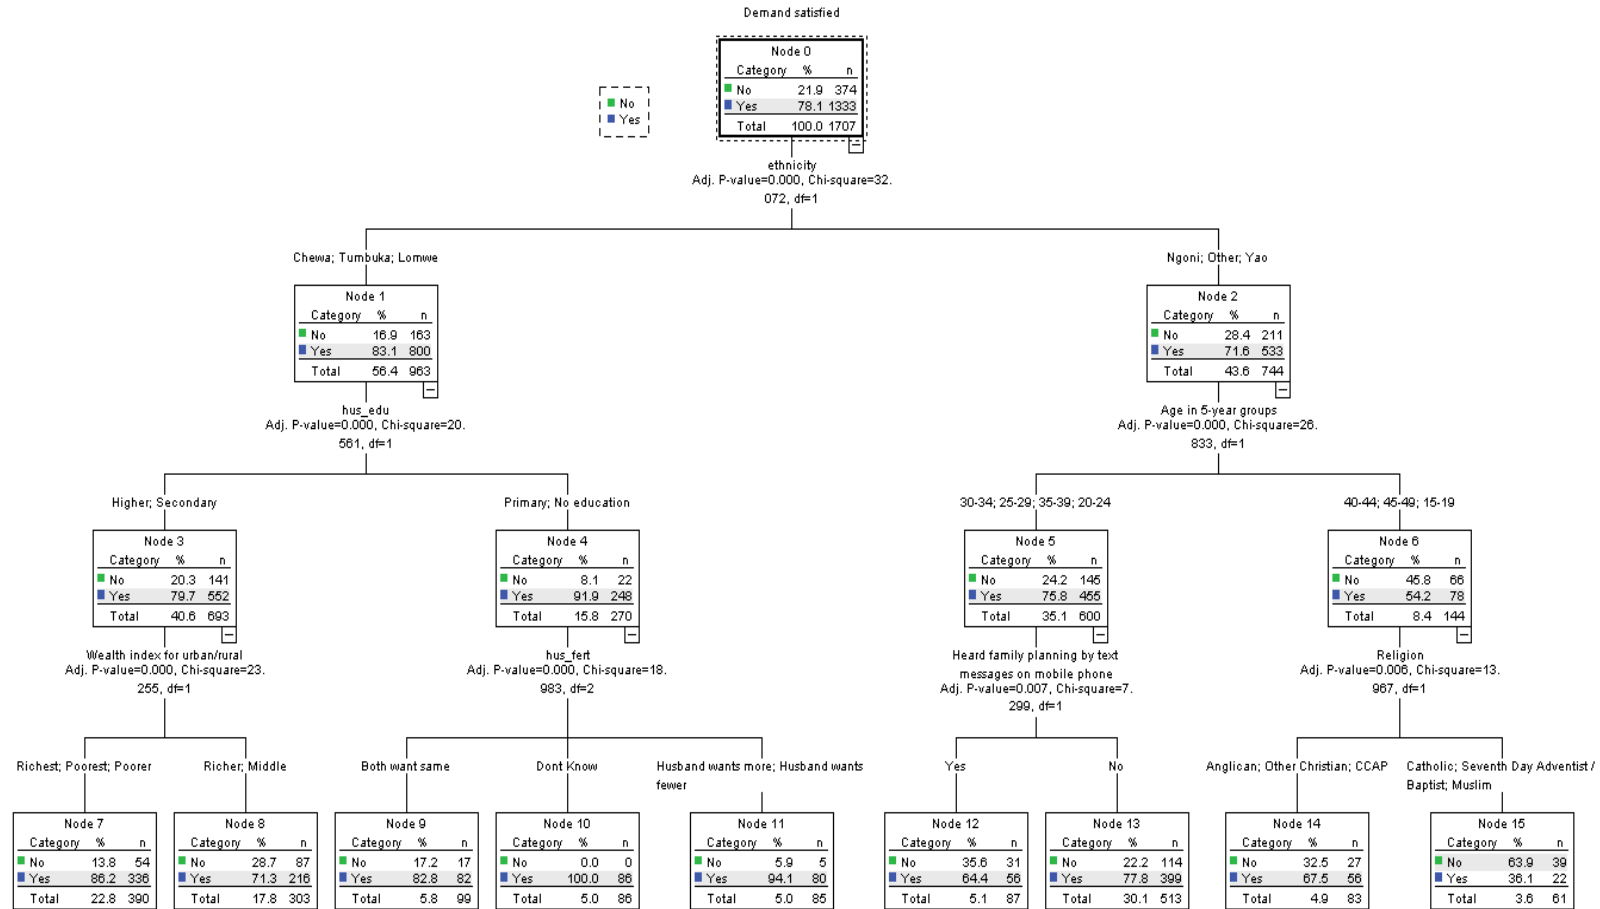 Demand satisfied
No
Yes
Node 0
Category % n
No 21.9 374
Yes 78.1 1333
Total 100.0 1707
ethnicity
Adj. P-value=0.000, Chi-square=32.
072, df=1
Chewa; Tumbuka; Lomwe
Node 1
Category % n
No 16.9 163
Yes 83.1 800
Total 56.4 963
hus_edu
Adj. P-value=0.000, Chi-square=20.
561, df=1
Ngoni; Other; Yao
Node 2
Category % n
No 28.4 211
Yes 71.6 533
Total 43.6 744
Age in 5-year groups
Adj. P-value=0.000, Chi-square=26.
833, df=1
Higher; Secondary
Node 3
Category % n
No 20.3 141
Yes 79.7 552
Total 40.6 693
Wealth index for urban/rural
Adj. P-value=0.000, Chi-square=23.
255, df=1
Primary; No education
Node 4
Category % n
No 8.1 22
Yes 91.9 248
Total 15.8 270
hus_fert
Adj. P-value=0.000, Chi-square=18.
983, df=2
30-34; 25-29; 35-39; 20-24
Node 5
Category % n
No 24.2 145
Yes 75.8 455
Total 35.1 600
Heard family planning by text
messages on mobile phone
Adj. P-value=0.007, Chi-square=7.
299, df=1
40-44; 45-49; 15-19
Node 6
Category % n
No 45.8 66
Yes 54.2 78
Total 8.4 144
Religion
Adj. P-value=0.006, Chi-square=13.
967, df=1
Richest; Poorest; Poorer
Node 7
Category % n
No 13.8 54
Yes 86.2 336
Total 22.8 390
Richer; Middle
Node 8
Category % n
No 28.7 87
Yes 71.3 216
Total 17.8 303
Both want same
Node 9
Category % n
No 17.2 17
Yes 82.8 82
Total 5.8 99
Dont Know
Node 10
Category % n
No 0.0 0
Yes 100.0 86
Total 5.0 86
Husband wants more; Husband wants
fewer
Node 11
Category % n
No 5.9 5
Yes 94.1 80
Total 5.0 85
Yes
Node 12
Category % n
No 35.6 31
Yes 64.4 56
Total 5.1 87
No
Node 13
Category % n
No 22.2 114
Yes 77.8 399
Total 30.1 513
Anglican; Other Christian; CCAP
Node 14
Category % n
No 32.5 27
Yes 67.5 56
Total 4.9 83
Catholic; Seventh Day Adventist /
Baptist; Muslim
Node 15
Category % n
No 63.9 39
Yes 36.1 22
Total 3.6 61